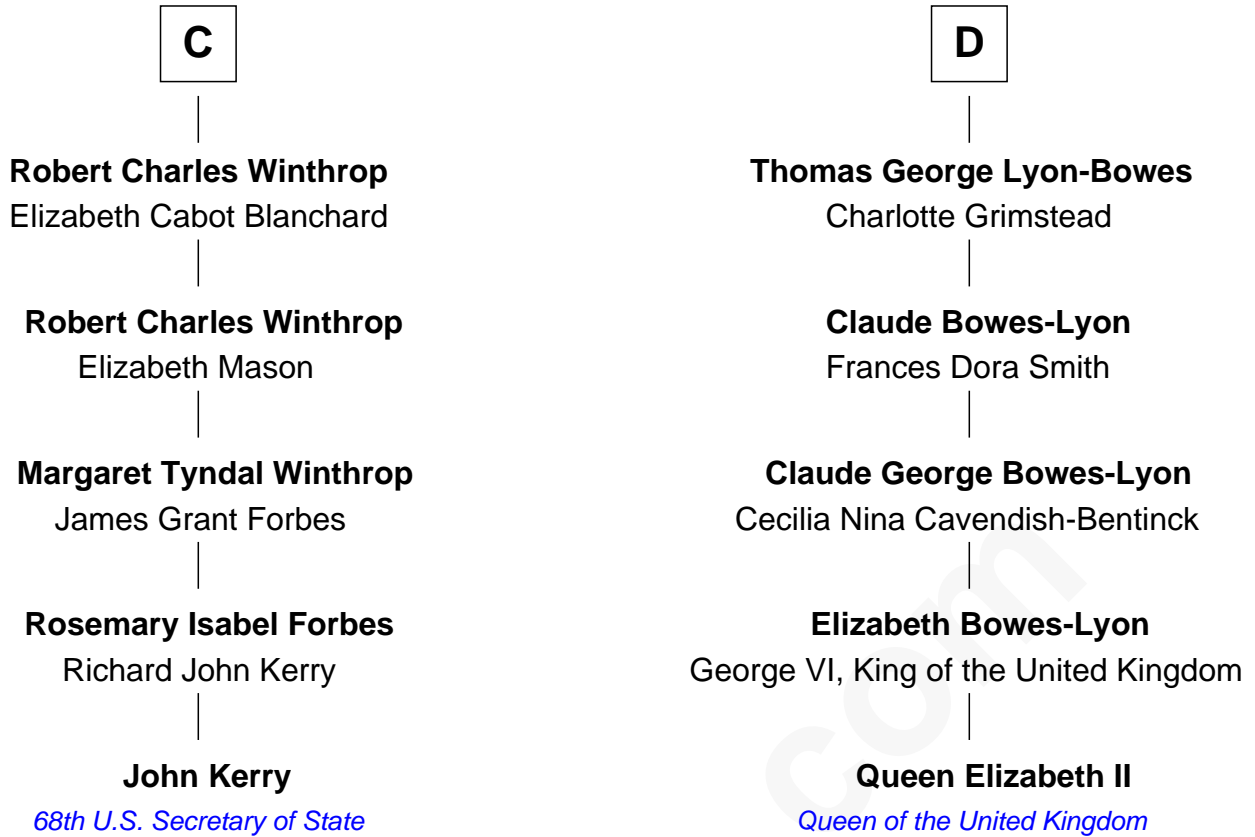 C
Robert Charles Winthrop
Elizabeth Cabot Blanchard
Robert Charles Winthrop
Elizabeth Mason
Margaret Tyndal Winthrop
James Grant Forbes
Rosemary Isabel Forbes
Richard John Kerry
John Kerry
68th U.S. Secretary of State
D
Thomas George Lyon-Bowes
Charlotte Grimstead
Claude Bowes-Lyon
Frances Dora Smith
Claude George Bowes-Lyon
Cecilia Nina Cavendish-Bentinck
Elizabeth Bowes-Lyon
George VI, King of the United Kingdom
Queen Elizabeth II
Queen of the United Kingdom
com